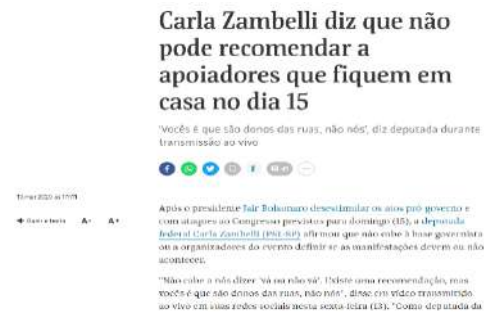 Carla Zambelli diz que não
pode recomendar a
apoiadores que fiquem em
casa no dia 15
'Vocês é que são donos das ruas, não nós', diz deputada durante
transmissão ao vivo
Após o presidente Jair Bolsonaro desestimular os atos pró-governo e
com ataques ao Congresso previstos para domingo (15), a deputada
federal Carla Zambelli (PSL-SP) afirmou que não cabe à base governista
ou a organizadores do evento definir se as manifestações devem ou não
acontecer.
"Não cabe a nós dizer 'vá ou não vá'. Existe uma recomendação, mas
vocês é que são donos das ruas, não nós", disse em vídeo transmitido
ao vivo em suas redes sociais nesta sexta-feira (13). "Como deputada da